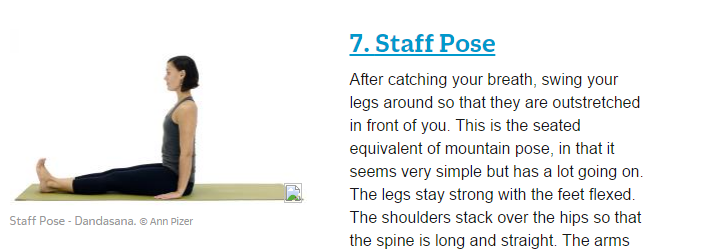 7. Staff Pose
After catching your breath, swing your
legs around so that they are outstretched
in front of you. This is the seated
equivalent of mountain pose, in that it
seems very simple but has a lot going on.
The legs stay strong with the feet flexed.
The shoulders stack over the hips so that
the spine is long and straight. The arms
Staff Pose - Dandasana. © Ann Pizer